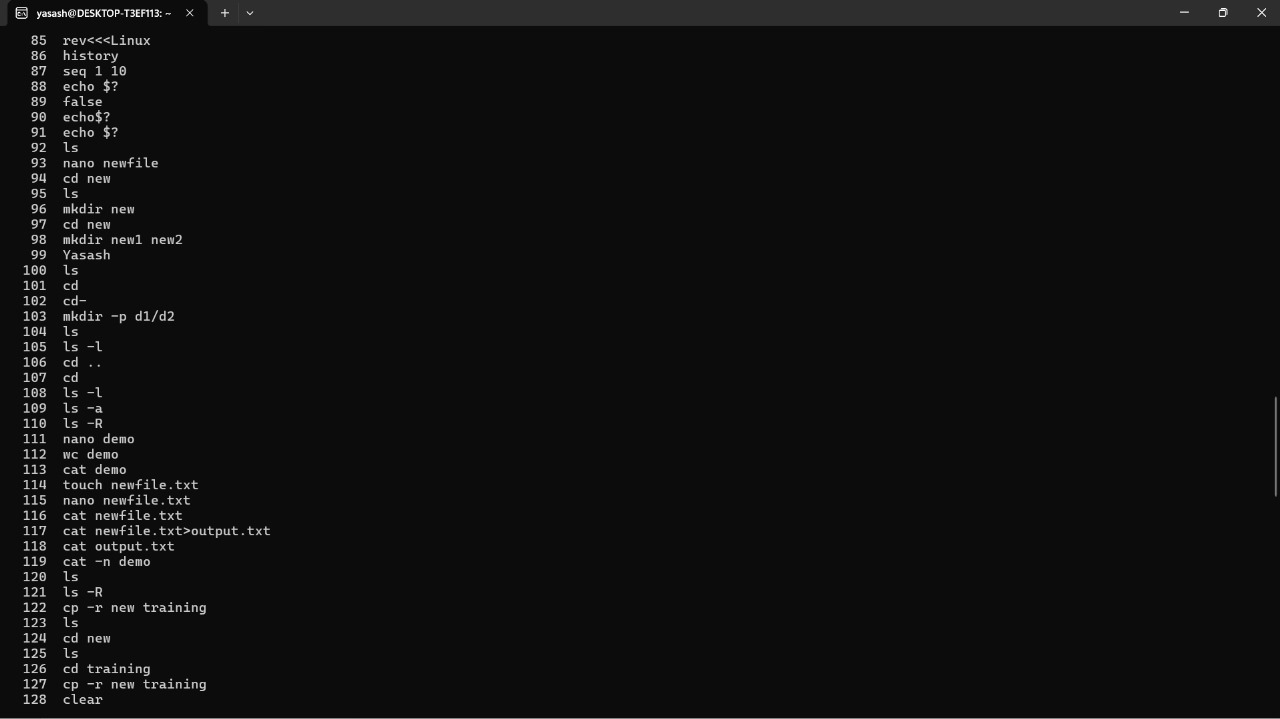 yasash@DESKTOP-T3EF113: ~
85 rev<<<Linux
86 history
87 seq 1 10
88 echo $?
89 false
90 echo$?
91 echo $?
92 ls
93 nano newfile
94 cd new
95 ls
96 mkdir new
97 cd new
98 mkdir new1 new2
99 Yasash
100 ls
101 cd
102 cd-
103 mkdir -p d1/d2
104 ls
105 ls -l
106 cd ..
107 cd
108 ls -l
109 ls -a
110 ls -R
111 nano demo
112 wc demo
113 cat demo
114 touch newfile.txt
115 nano newfile.txt
116 cat newfile.txt
117 cat newfile.txt>output.txt
118 cat output.txt
119 cat -n demo
120 ls
121 ls -R
122 cp -r new training
123 ls
124 cd new
125 ls
126 cd training
127 cp -r new training
128 clear